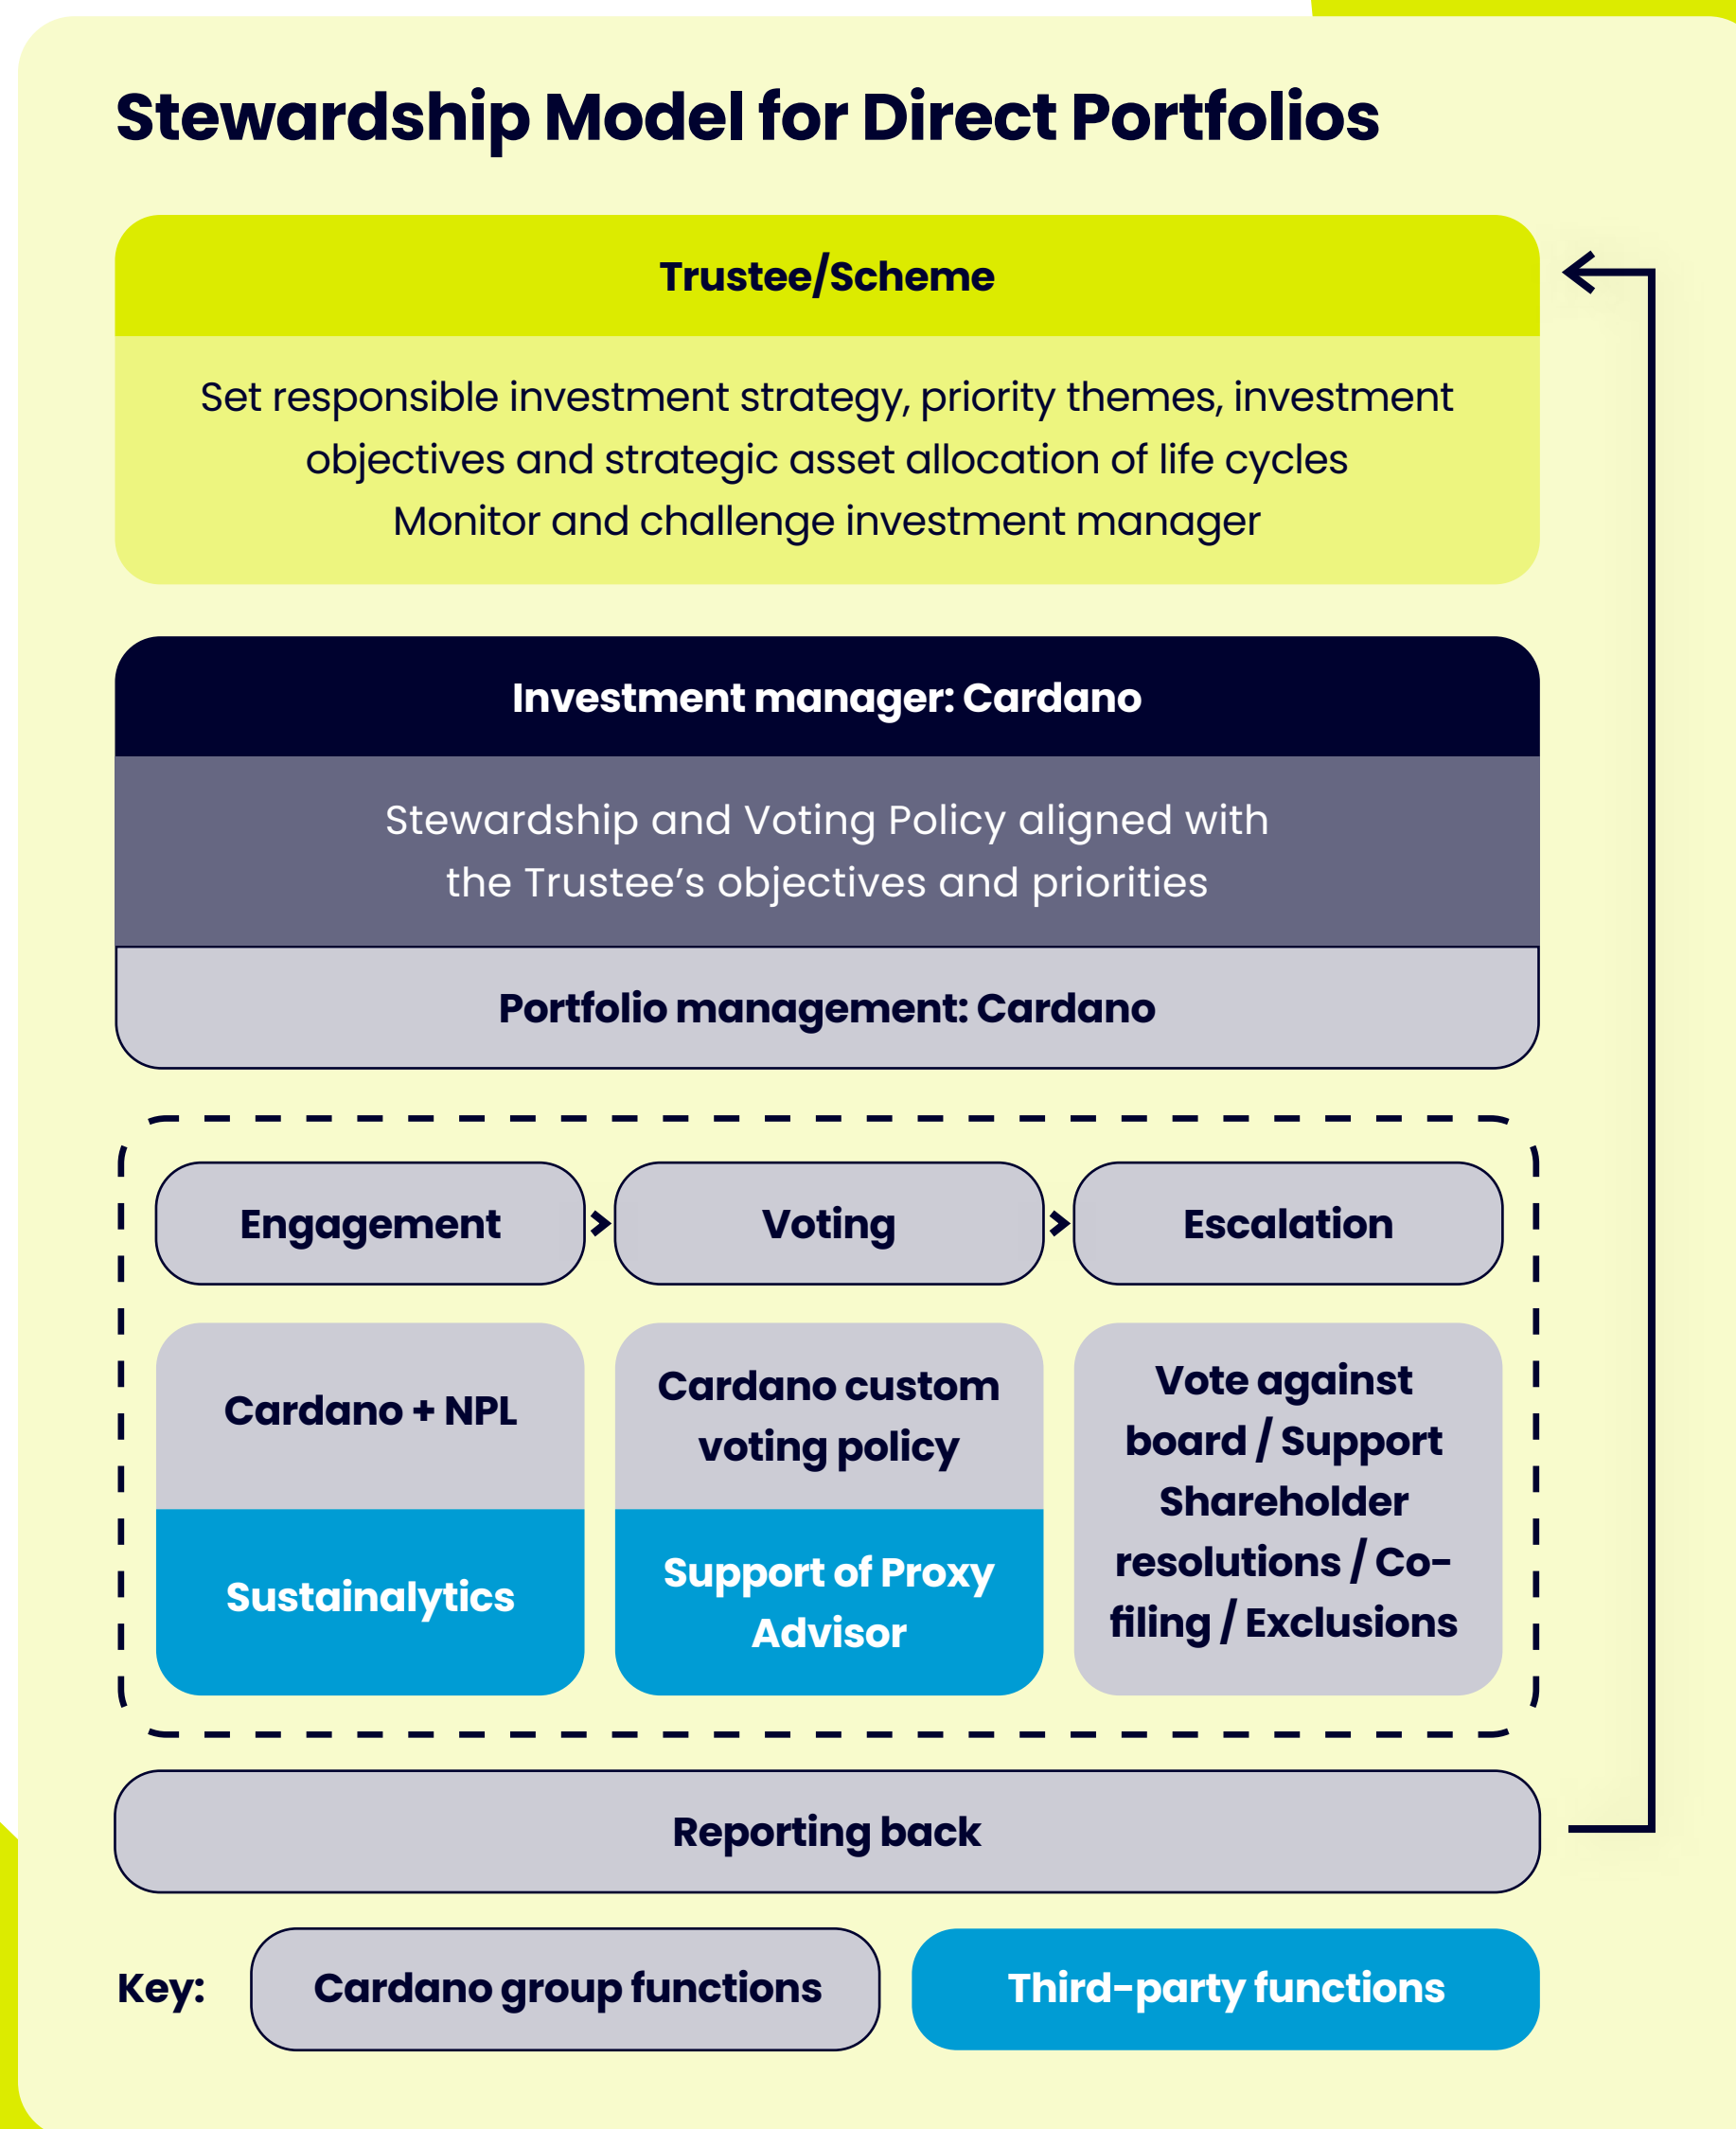 Stewardship Model for Direct Portfolios
Trustee/Scheme
Set responsible investment strategy, priority themes, investment
objectives and strategic asset allocation of life cycles
Monitor and challenge investment manager
Investment manager: Cardano
Stewardship and Voting Policy aligned with
the Trustee’s objectives and priorities
Portfolio management: Cardano
Engagement
Voting
Escalation
Cardano + NPL
Sustainalytics
Cardano custom
voting policy
Support of Proxy
Advisor
Vote against
board / Support
Shareholder
resolutions / Co-
filing / Exclusions
Reporting back
Key:
Cardano group functions
Third-party functions